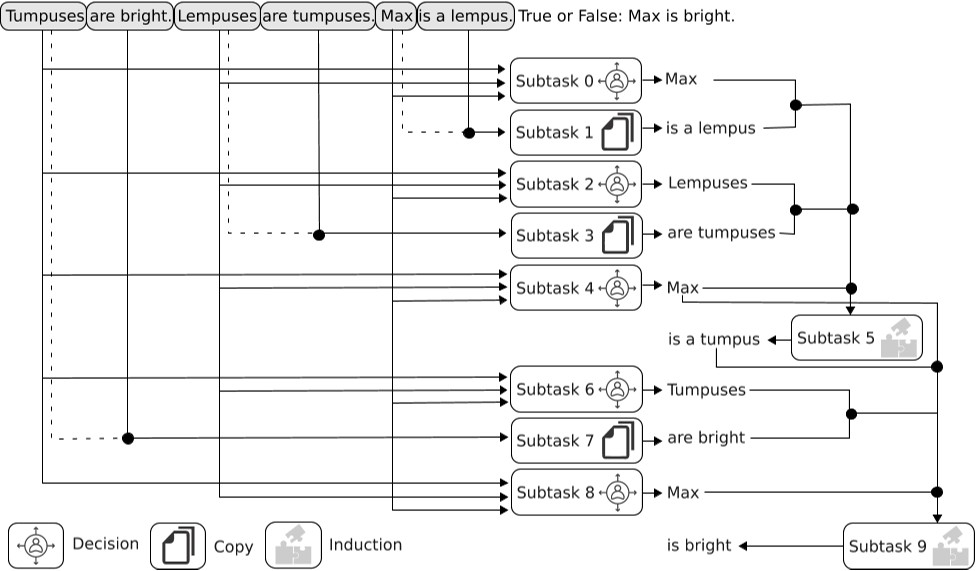 Tumpuses are bright. Lempuses are tumpuses. Max is a lempus. True or False: Max is bright.
Subtask 0 Max
Subtask 1 is a lempus
Subtask 2 Lempuses
Subtask 3 are tumpuses
Subtask 4 Max
is a tumpus Subtask 5
Subtask 6 Tumpuses
Subtask 7 are bright
Subtask 8 Max
Decision Copy Induction is bright Subtask 9